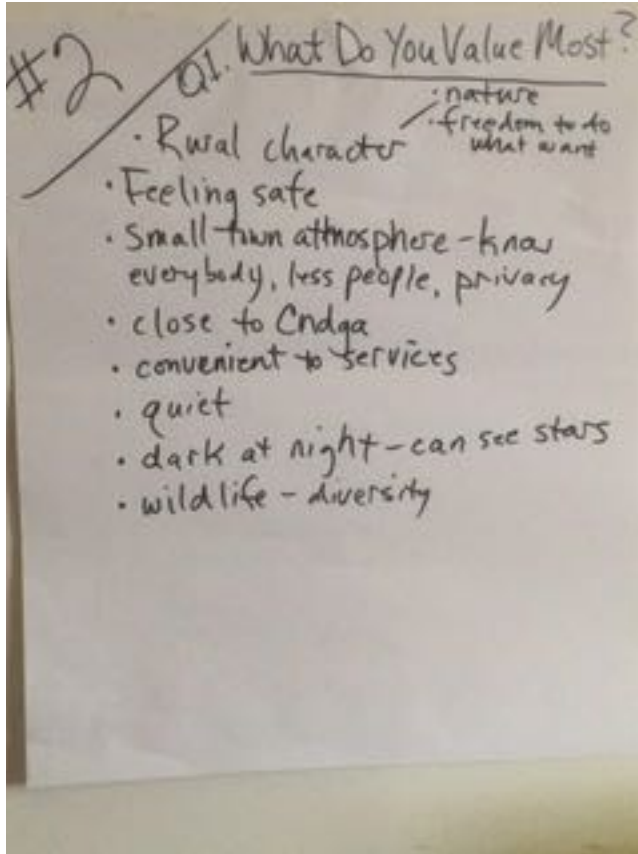 #2
Q1. What Do You Value Most?
• Rural character
• nature
• freedom to do
what want
• Feeling safe
• Small town attmosphere - know
everybody, less people, privacy
• close to Cndga
• convenient to services
• quiet
• dark at night - can see stars
• wildlife - diversity